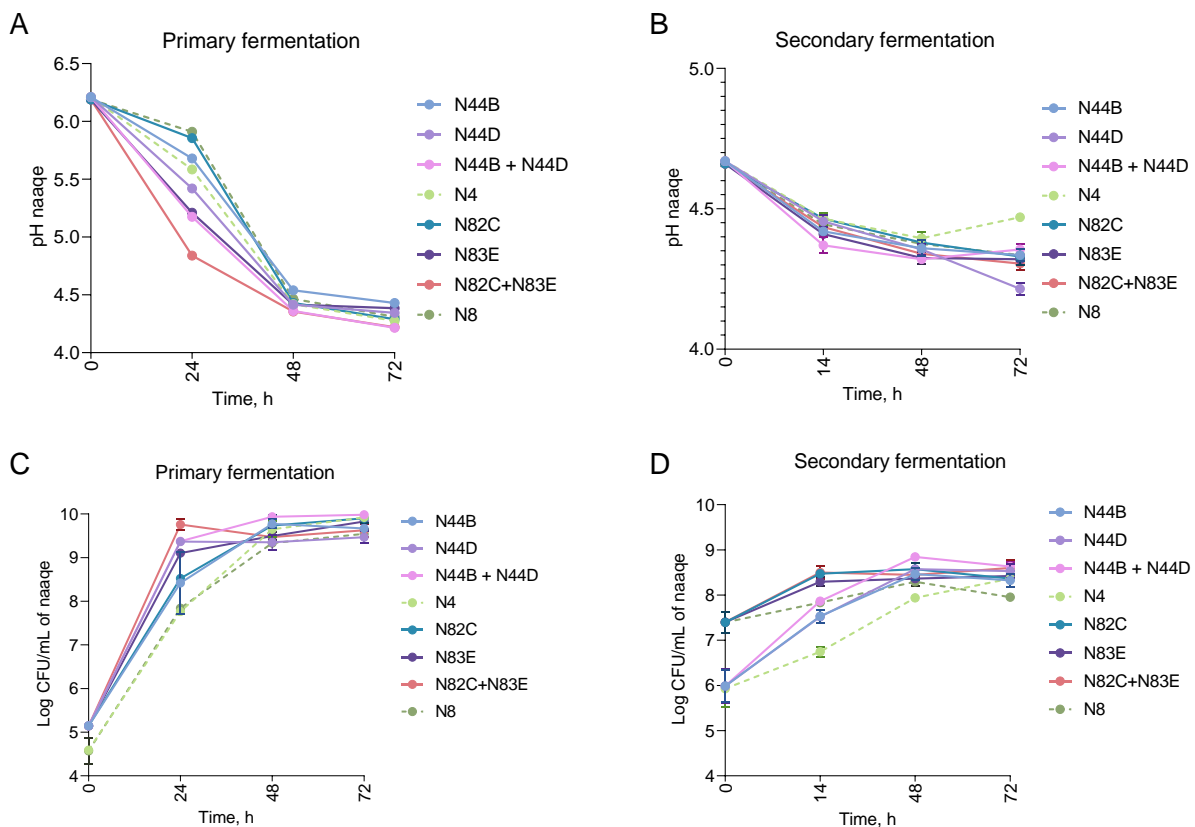 A
Primary fermentation
pH naaqe
6.5
6.0
5.5
5.0
4.5
4.0
0
24
48
72
Time, h
N44B
N44D
N44B + N44D
N4
N82C
N83E
N82C+N83E
N8
B
Secondary fermentation
pH naaqe
5.0
4.5
4.0
0
14
48
72
Time, h
N44B
N44D
N44B + N44D
N4
N82C
N83E
N82C+N83E
N8
C
Primary fermentation
Log CFU/mL of naaqe
10
9
8
7
6
5
4
0
24
48
72
Time, h
N44B
N44D
N44B + N44D
N4
N82C
N83E
N82C+N83E
N8
D
Secondary fermentation
Log CFU/mL of naaqe
10
9
8
7
6
5
4
0
14
48
72
Time, h
N44B
N44D
N44B + N44D
N4
N82C
N83E
N82C+N83E
N8